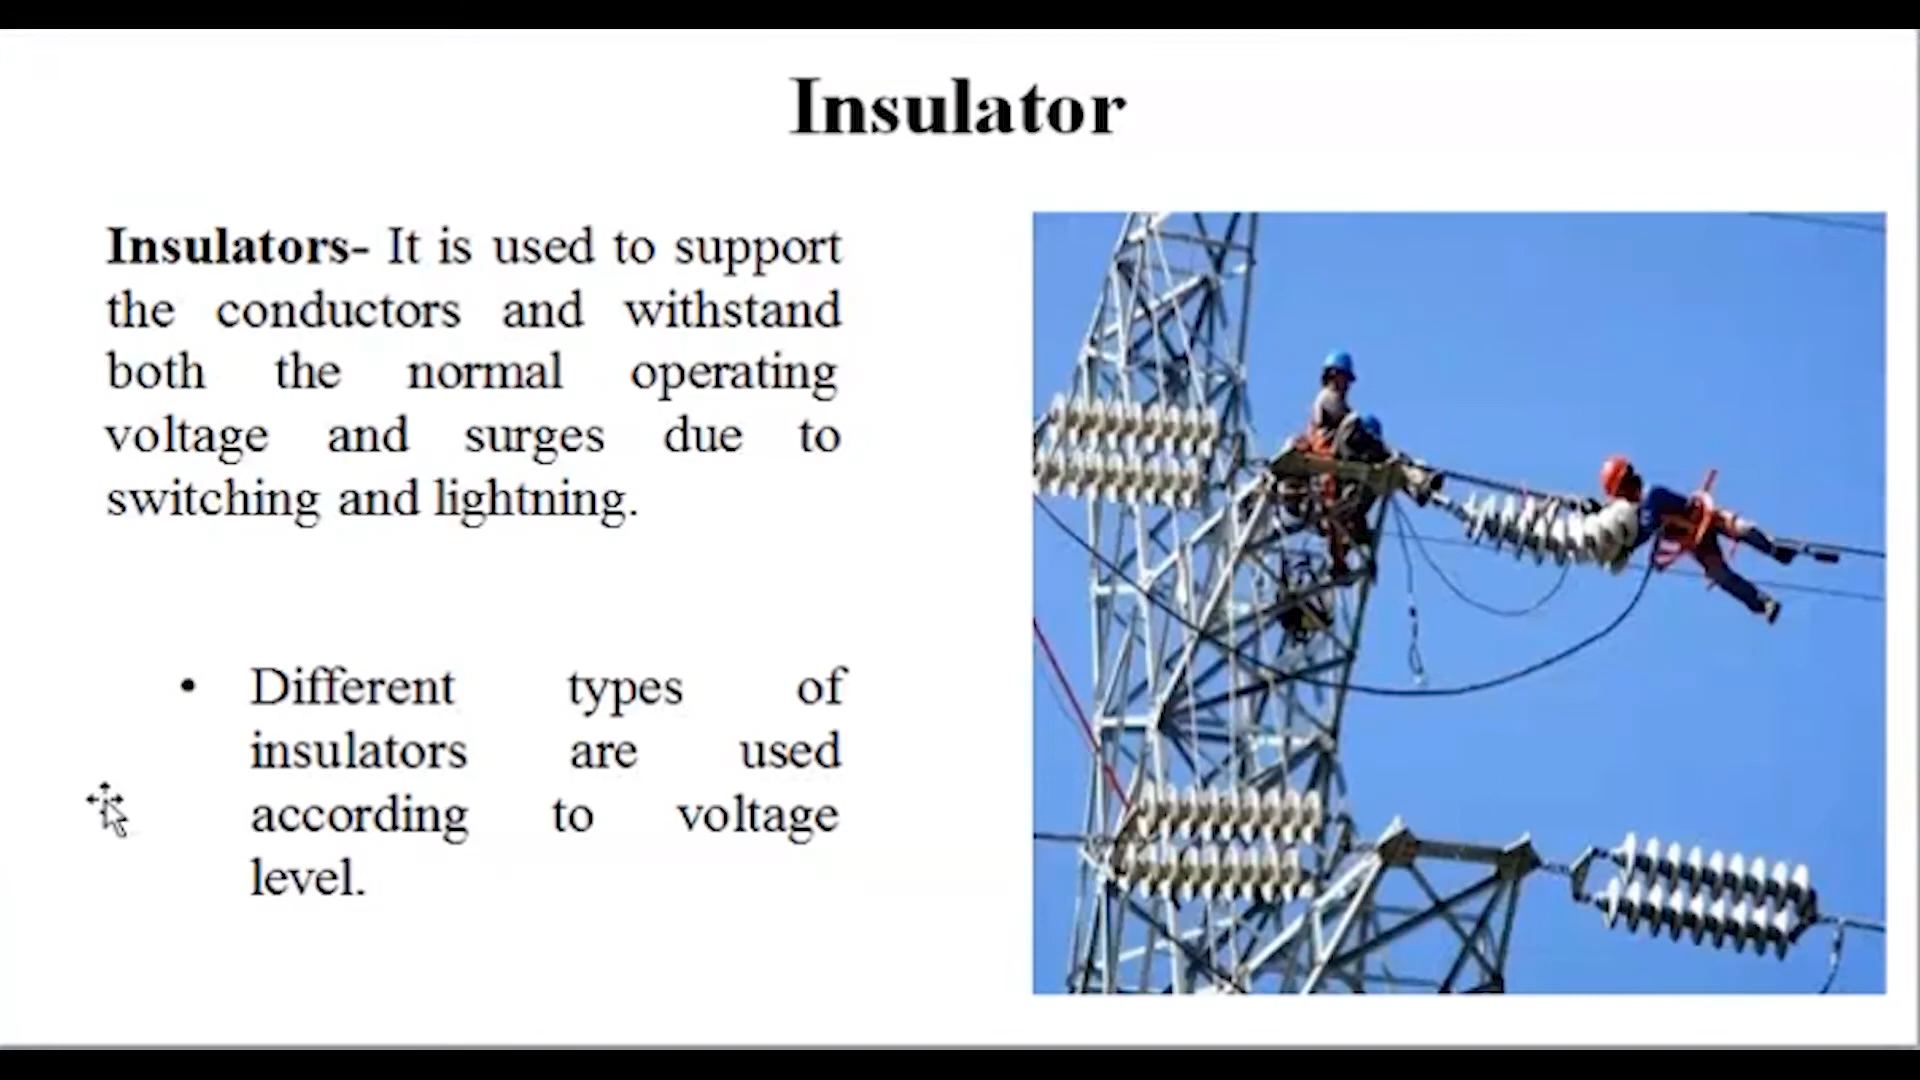 Insulator
Insulators- It is used to support
the conductors and withstand
both the normal operating
voltage and surges due to
switching and lightning.
• Different types of
insulators are used
according to voltage
level.